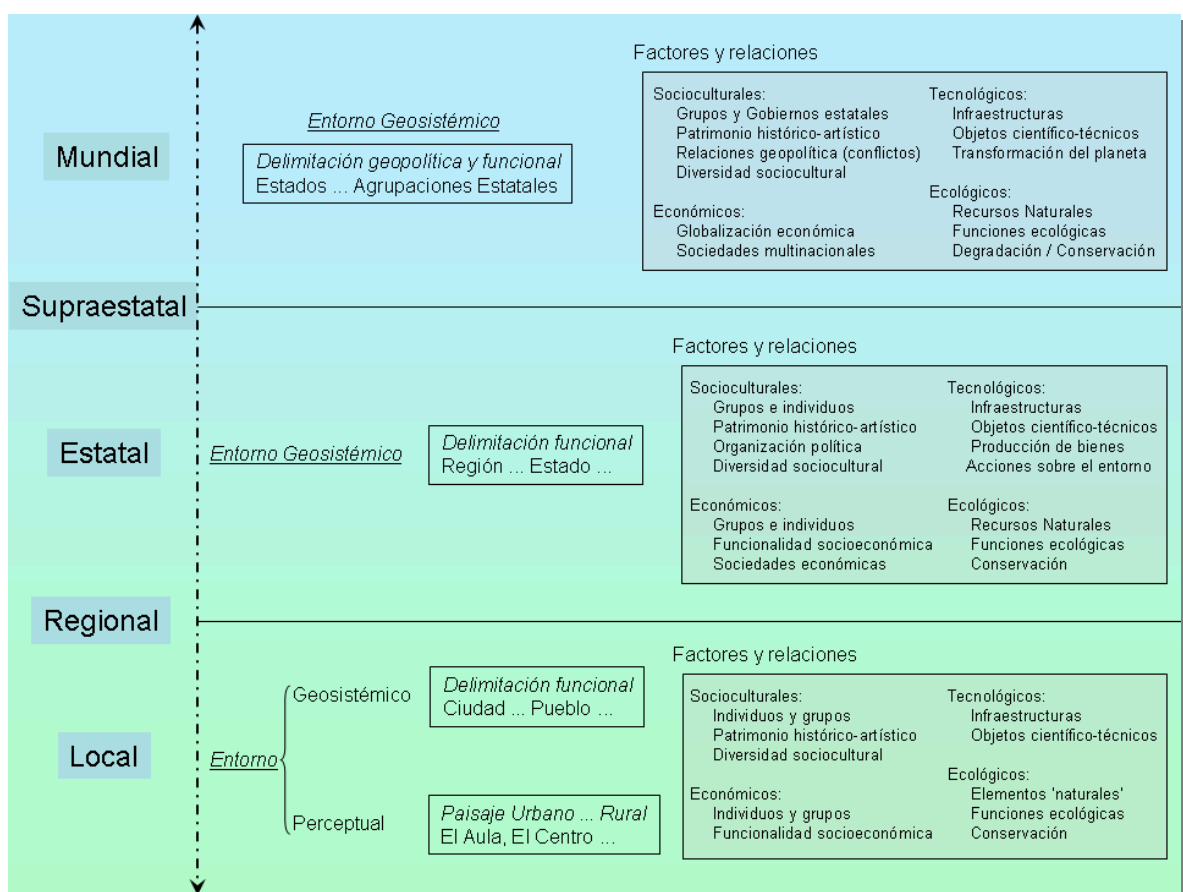 Mundial
Entorno Geosistémico
Delimitación geopolítica y funcional
Estados ... Agrupaciones Estatales
Factores y relaciones
Socioculturales:
Grupos y Gobiernos estatales
Patrimonio histórico-artístico
Relaciones geopolítica (conflictos)
Diversidad sociocultural
Económicos:
Globalización económica
Sociedades multinacionales
Tecnológicos:
Infraestructuras
Objetos científico-técnicos
Transformación del planeta
Ecológicos:
Recursos Naturales
Funciones ecológicas
Degradación / Conservación
Supraestatal
Estatal
Entorno Geosistémico
Delimitación funcional
Región ... Estado ...
Factores y relaciones
Socioculturales:
Grupos e individuos
Patrimonio histórico-artístico
Organización política
Diversidad sociocultural
Económicos:
Grupos e individuos
Funcionalidad socioeconómica
Sociedades económicas
Tecnológicos:
Infraestructuras
Objetos científico-técnicos
Producción de bienes
Acciones sobre el entorno
Ecológicos:
Recursos Naturales
Funciones ecológicas
Conservación
Regional
Local
Entorno
Geosistémico
Delimitación funcional
Ciudad ... Pueblo ...
Perceptual
Paisaje Urbano ... Rural
El Aula, El Centro ...
Factores y relaciones
Socioculturales:
Individuos y grupos
Patrimonio histórico-artístico
Diversidad sociocultural
Económicos:
Individuos y grupos
Funcionalidad socioeconómica
Tecnológicos:
Infraestructuras
Objetos científico-técnicos
Ecológicos:
Elementos 'naturales'
Funciones ecológicas
Conservación